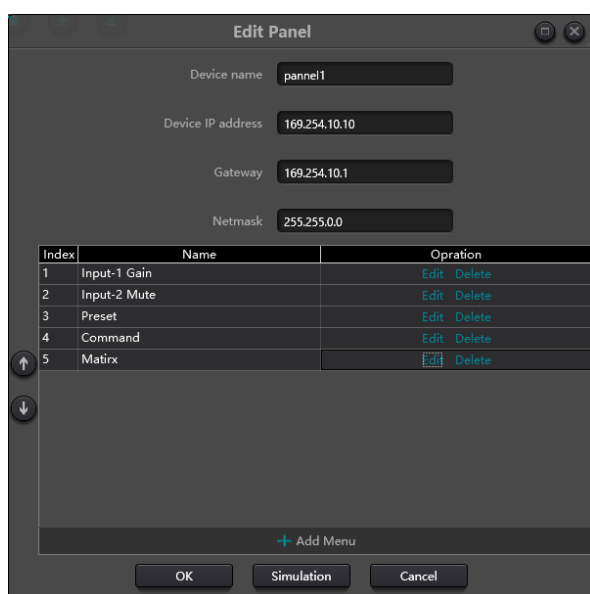 Edit Panel
Device name pannel1
Device IP address 169.254.10.10
Gateway 169.254.10.1
Netmask 255.255.0.0
Index Name Opration
1 Input-1 Gain Edit Delete
2 Input-2 Mute Edit Delete
3 Preset Edit Delete
4 Command Edit Delete
5 Matirx Edit Delete
+ Add Menu
OK Simulation Cancel